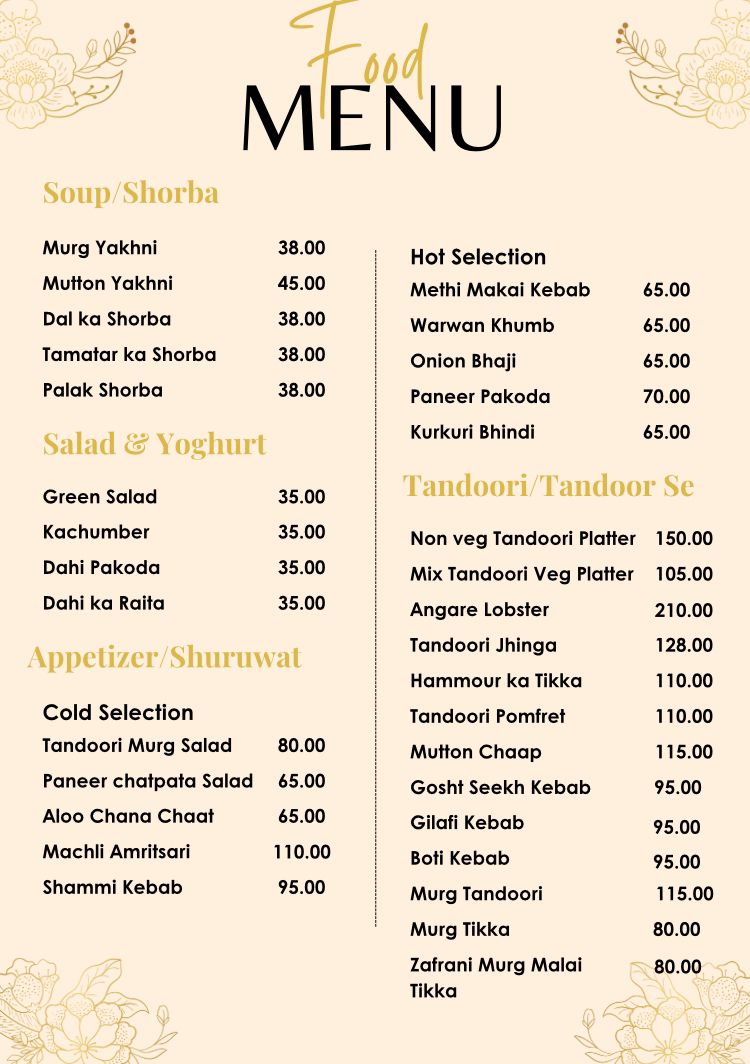 Food
MENU
Soup/Shorba
Murg Yakhni 38.00
Mutton Yakhni 45.00
Dal ka Shorba 38.00
Tamatar ka Shorba 38.00
Palak Shorba 38.00
Salad & Yoghurt
Green Salad 35.00
Kachumber 35.00
Dahi Pakoda 35.00
Dahi ka Raita 35.00
Appetizer/Shuruwat
Cold Selection
Tandoori Murg Salad 80.00
Paneer chatpata Salad 65.00
Aloo Chana Chaat 65.00
Machli Amritsari 110.00
Shammi Kebab 95.00
Hot Selection
Methi Makai Kebab 65.00
Warwan Khumb 65.00
Onion Bhaji 65.00
Paneer Pakoda 70.00
Kurkuri Bhindi 65.00
Tandoori/Tandoor Se
Non veg Tandoori Platter 150.00
Mix Tandoori Veg Platter 105.00
Angare Lobster 210.00
Tandoori Jhinga 128.00
Hammour ka Tikka 110.00
Tandoori Pomfret 110.00
Mutton Chaap 115.00
Gosht Seekh Kebab 95.00
Gilafi Kebab 95.00
Boti Kebab 95.00
Murg Tandoori 115.00
Murg Tikka 80.00
Zafrani Murg Malai 80.00
Tikka